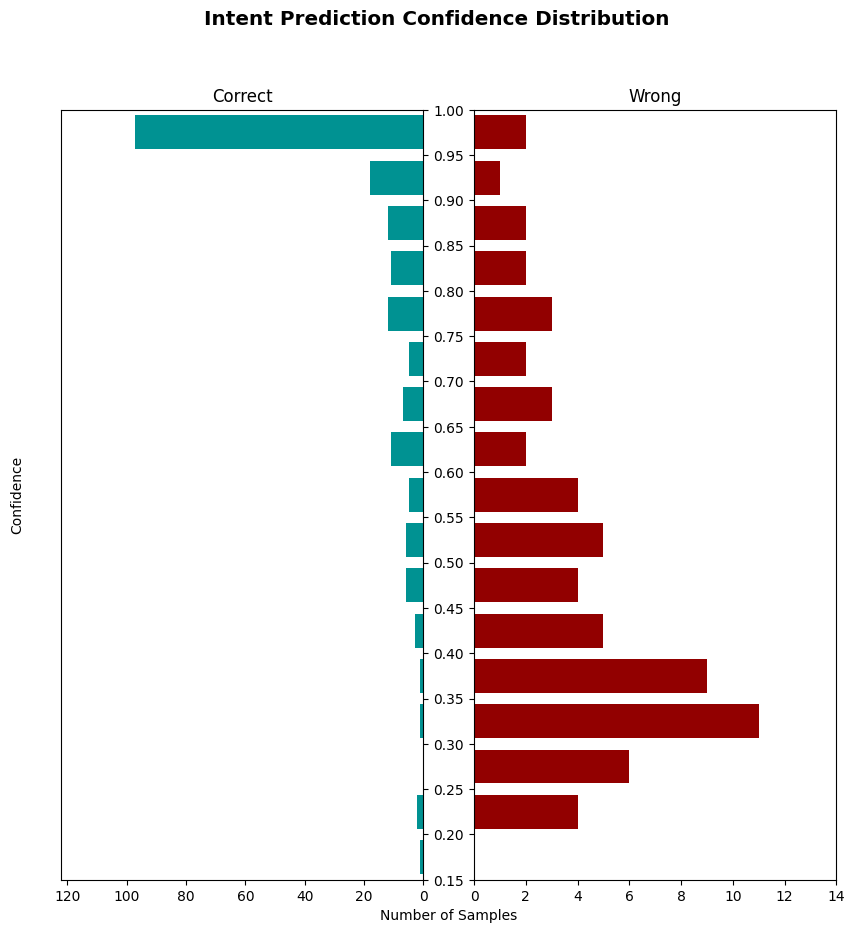 Intent Prediction Confidence Distribution
Correct
Wrong
1.00
0.95
0.90
0.85
0.80
0.75
0.70
0.65
0.60
0.55
0.50
0.45
0.40
0.35
0.30
0.25
0.20
0.15
Confidence
120 100 80 60 40 20 0
0 2 4 6 8 10 12 14
Number of Samples